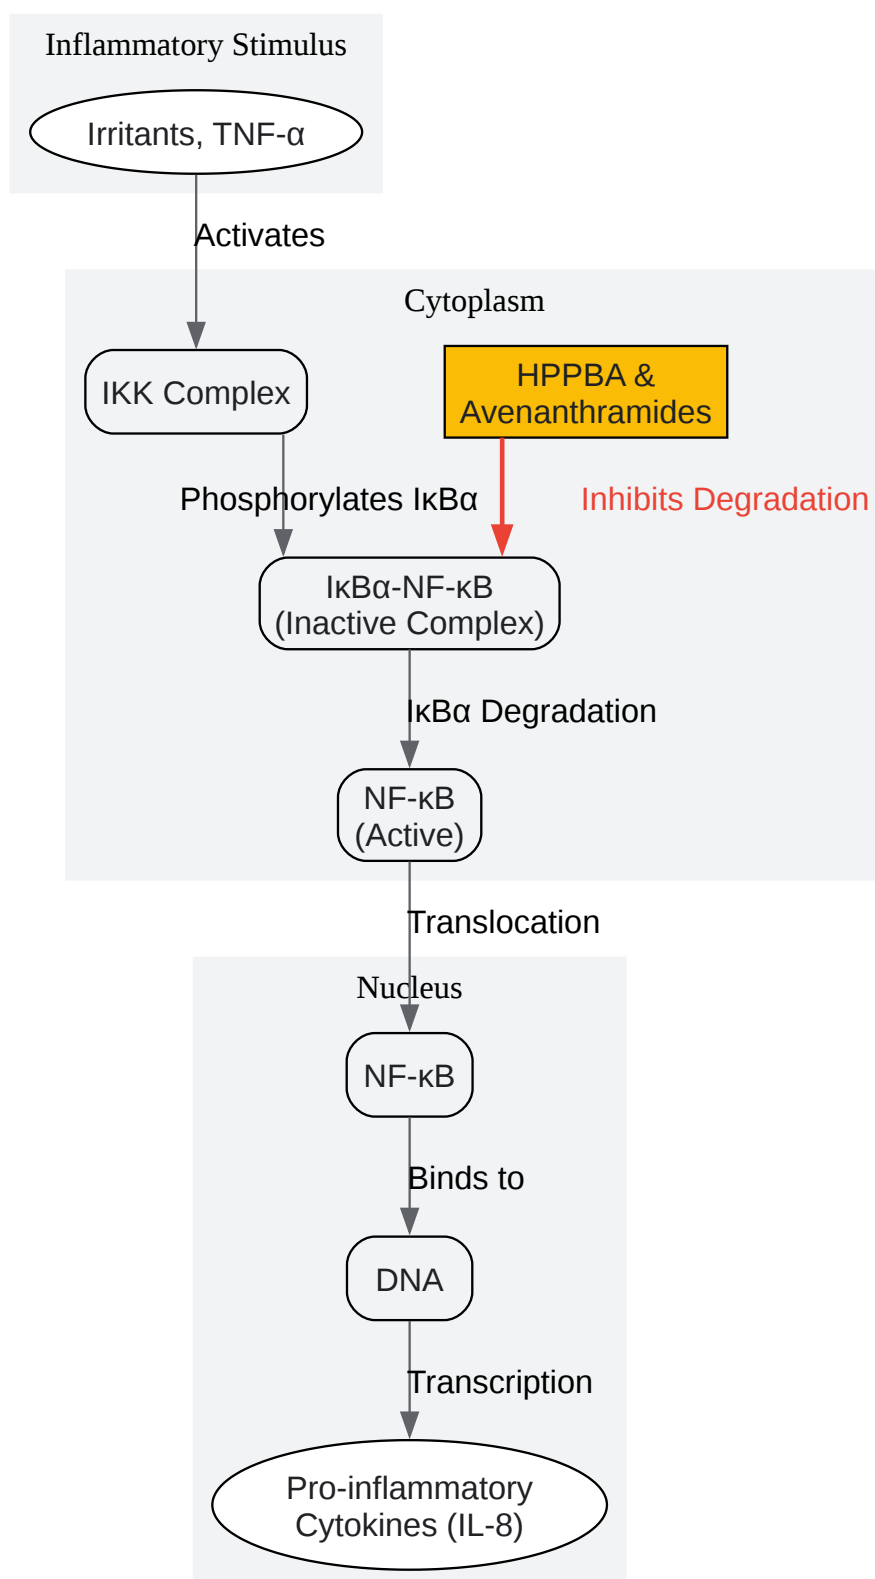 Inflammatory Stimulus
Irritants, TNF-α
Activates
Cytoplasm
IKK Complex
HPPBA &
Avenanthramides
Phosphorylates IκBα
Inhibits Degradation
IκBα-NF-κB
(Inactive Complex)
IκBα Degradation
NF-κB
(Active)
Translocation
Nucleus
NF-κB
Binds to
DNA
Transcription
Pro-inflammatory
Cytokines (IL-8)